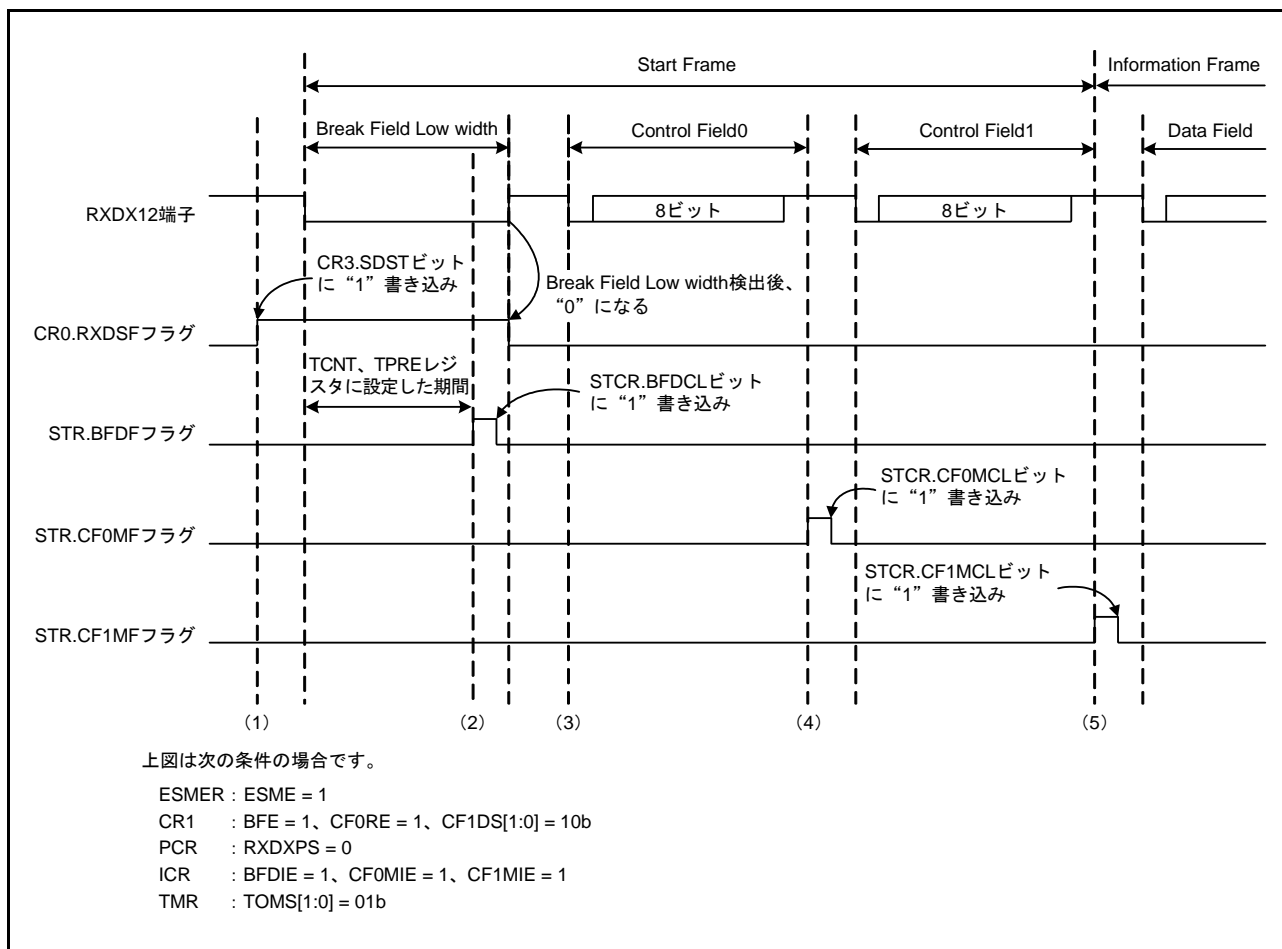 Start Frame
Information Frame
Break Field Low width
Control Field0
Control Field1
Data Field
RXDX12端子
8ビット
8ビット
CR3.SDSTビット
に“1”書き込み
Break Field Low width検出後、
“0”になる
CR0.RXDSFフラグ
TCNT、TPREレジ
スタに設定した期間
STCR.BFDCLビット
に“1”書き込み
STR.BFDFフラグ
STCR.CF0MCLビット
に“1”書き込み
STR.CF0MFフラグ
STCR.CF1MCLビット
に“1”書き込み
STR.CF1MFフラグ
（1）
（2）
（3）
（4）
（5）
上図は次の条件の場合です。
ESMER : ESME = 1
CR1 : BFE = 1、CF0RE = 1、CF1DS[1:0] = 10b
PCR : RXDXPS = 0
ICR : BFDIE = 1、CF0MIE = 1、CF1MIE = 1
TMR : TOMS[1:0] = 01b